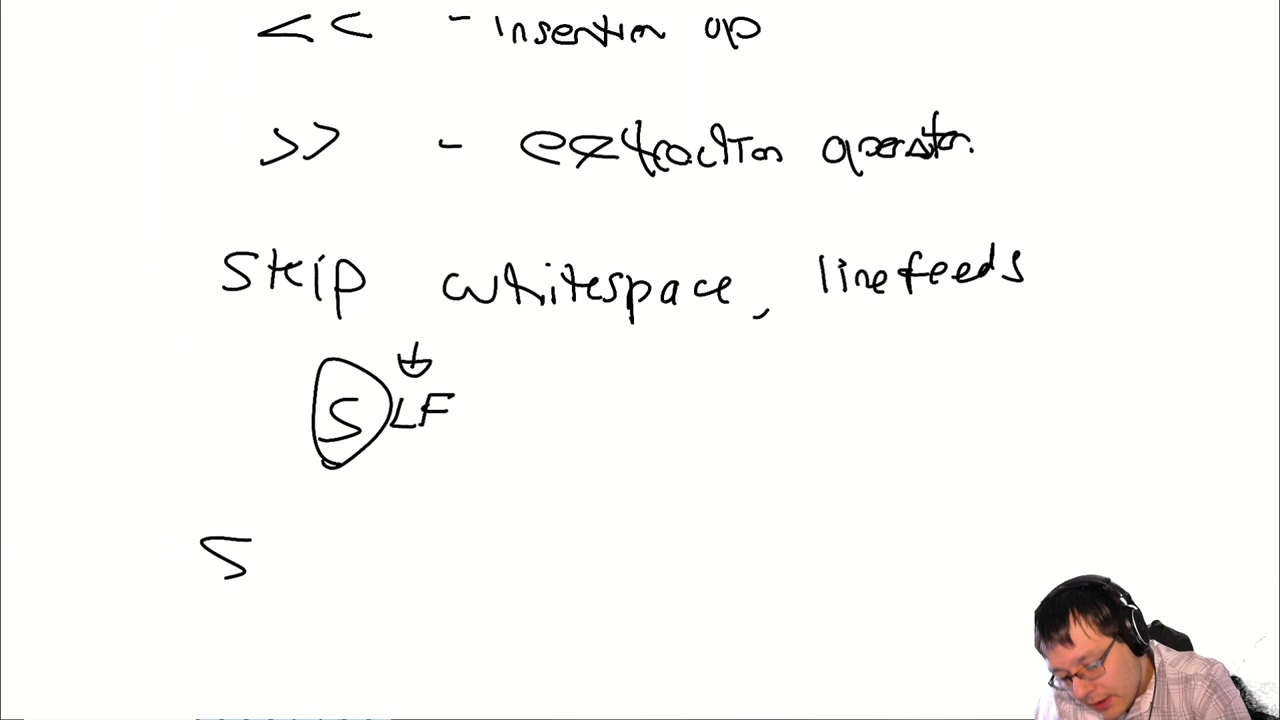 << - insertion op
>> - extraction operator.
Skip whitespace, linefeeds
S LF
S